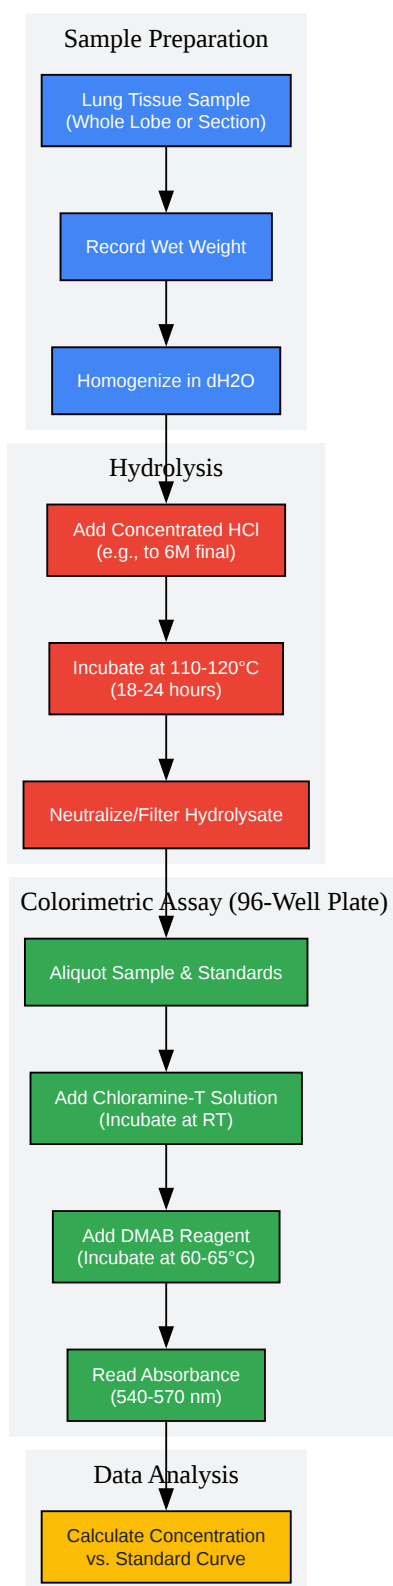 Sample Preparation
Lung Tissue Sample
(Whole Lobe or Section)
Record Wet Weight
Homogenize in dH2O
Hydrolysis
Add Concentrated HCl
(e.g., to 6M final)
Incubate at 110-120°C
(18-24 hours)
Neutralize/Filter Hydrolysate
Colorimetric Assay (96-Well Plate)
Aliquot Sample & Standards
Add Chloramine-T Solution
(Incubate at RT)
Add DMAB Reagent
(Incubate at 60-65°C)
Read Absorbance
(540-570 nm)
Data Analysis
Calculate Concentration
vs. Standard Curve